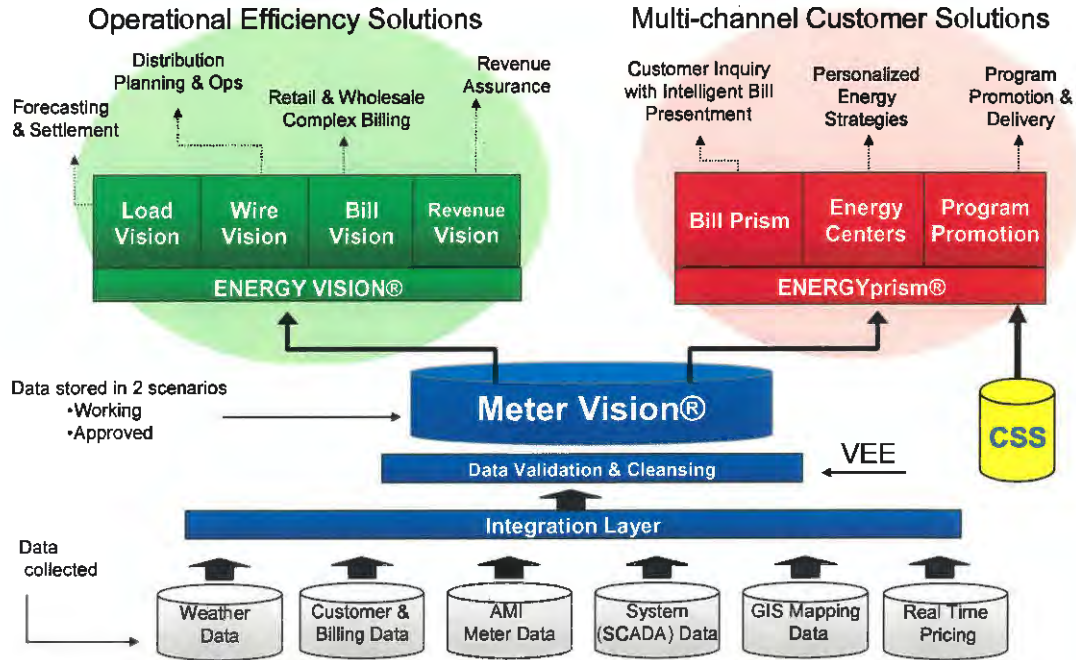 Operational Efficiency Solutions
Multi-channel Customer Solutions
Distribution
Planning & Ops
Revenue
Assurance
Forecasting
& Settlement
Retail & Wholesale
Complex Billing
Customer Inquiry
with Intelligent Bill
Presentment
Personalized
Energy
Strategies
Program
Promotion &
Delivery
Load
Vision
Wire
Vision
Bill
Vision
Revenue
Vision
ENERGY VISION®
Bill Prism
Energy
Centers
Program
Promotion
ENERGYprism®
Data stored in 2 scenarios
•Working
•Approved
Meter Vision®
CSS
Data Validation & Cleansing
VEE
Integration Layer
Data
collected
Weather
Data
Customer &
Billing Data
AMI
Meter Data
System
(SCADA) Data
GIS Mapping
Data
Real Time
Pricing